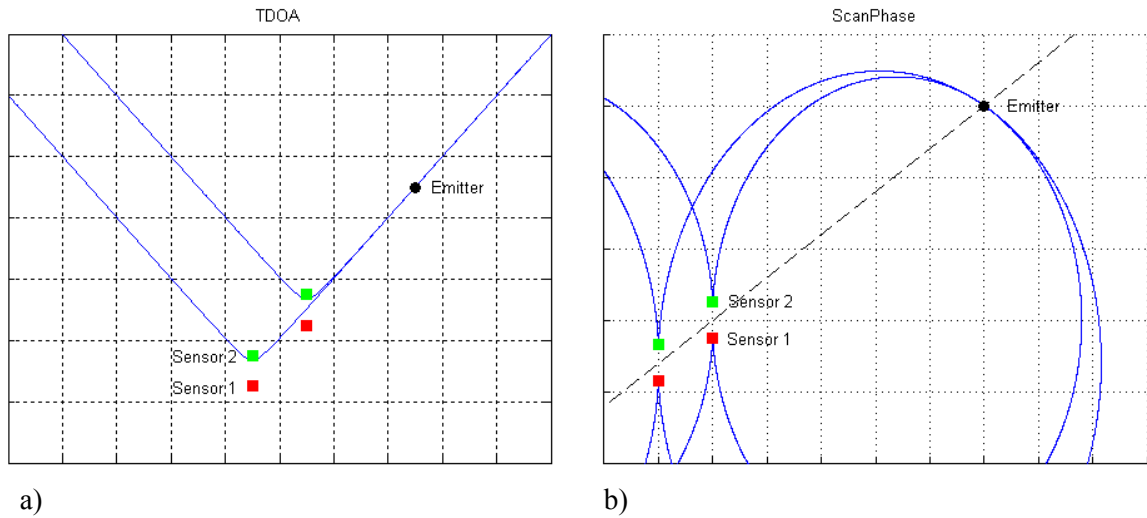 TDOA
Emitter
Sensor 2
Sensor 1
a)
ScanPhase
Emitter
Sensor 2
Sensor 1
b)